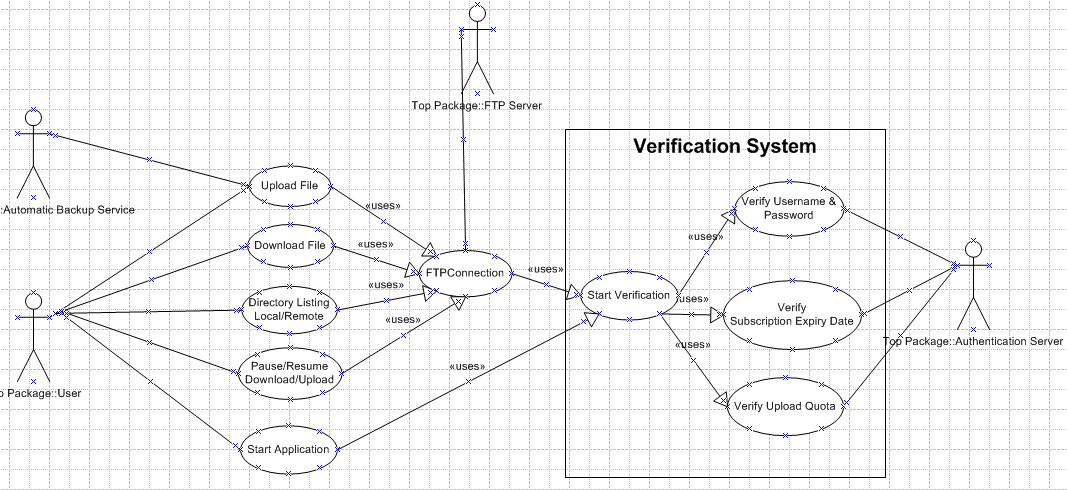 Top Package::FTP Server
Verification System
::Automatic Backup Service
Upload File
«uses»
Verify Username &
Password
Download File
«uses»
«uses»
FTPConnection
«uses»
Start Verification
Directory Listing
Local/Remote
«uses»
«uses»
Verify
Subscription Expiry Date
Top Package::Authentication Server
Pause/Resume
Download/Upload
«uses»
«uses»
p Package::User
«uses»
Verify Upload Quota
Start Application